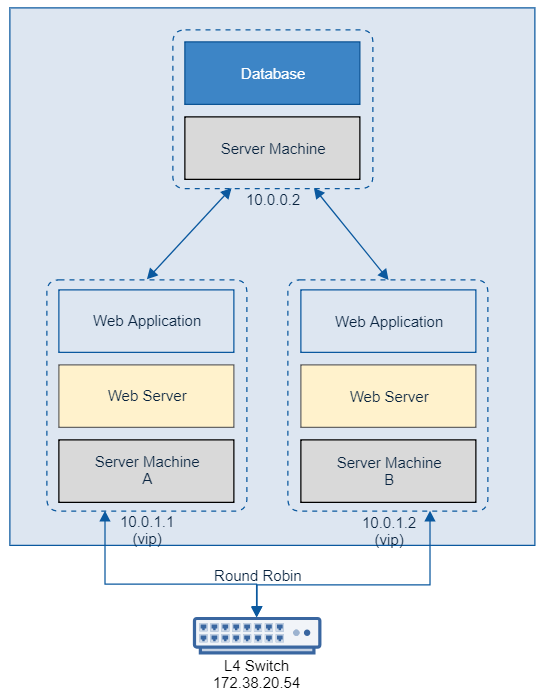 Database
Server Machine
10.0.0.2
Web Application
Web Server
Server Machine
A
10.0.1.1
(vip)
Web Application
Web Server
Server Machine
B
10.0.1.2
(vip)
Round Robin
L4 Switch
172.38.20.54